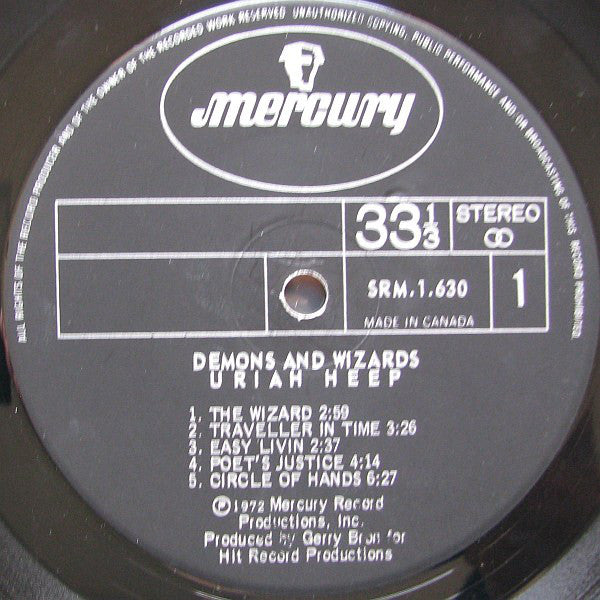 ALL RIGHTS OF THE RECORD PRODUCER AND OF THE OWNER OF THE RECORDED WORK RESERVED UNAUTHORIZED COPYING, PUBLIC PERFORMANCE AND/OR BROADCASTING OF THIS RECORD PROHIBITED.
mercury
33 1/3 STEREO
SRM.1.630 1
MADE IN CANADA
DEMONS AND WIZARDS
URIAH HEEP
1. THE WIZARD 2:59
2. TRAVELLER IN TIME 3:26
3. EASY LIVIN 2:37
4. POET'S JUSTICE 4:14
5. CIRCLE OF HANDS 6:27
Ⓟ1972 Mercury Record
Productions, Inc.
Produced by Gerry Bron for
Hit Record Productions